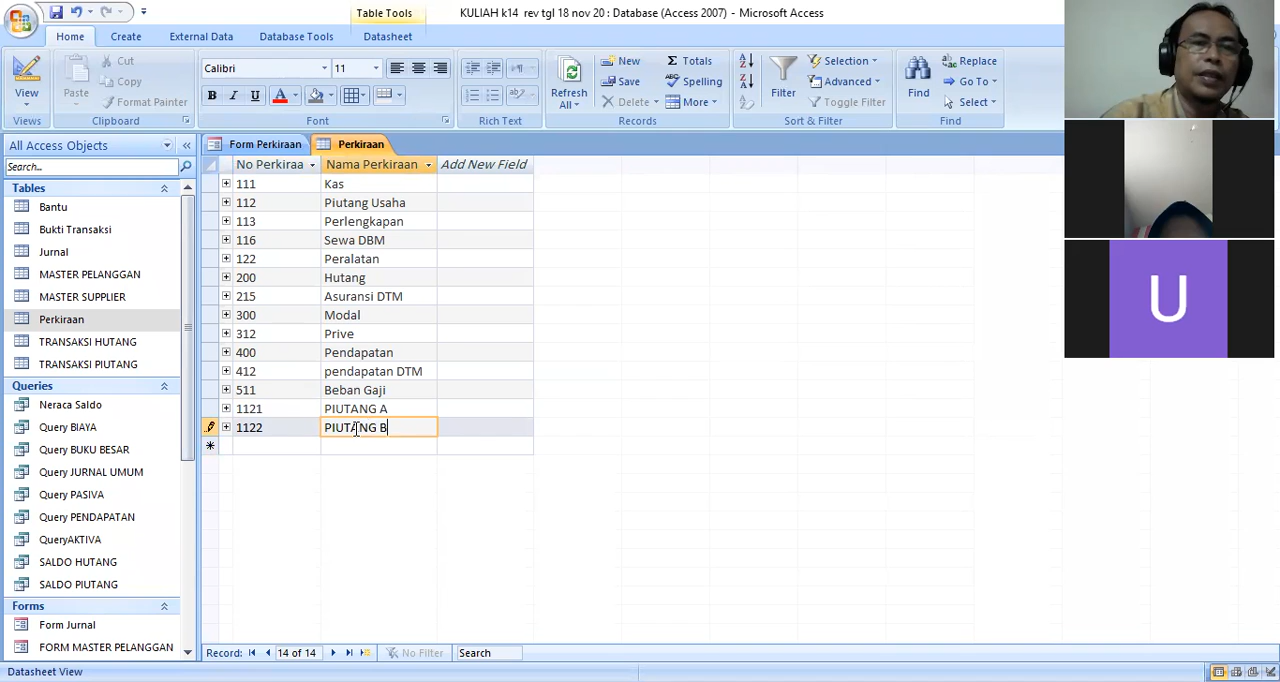 Table Tools
KULIAH k14 rev tgl 18 nov 20 : Database (Access 2007) - Microsoft Access
Home
Create
External Data
Database Tools
Datasheet
View
Views
Paste
Cut
Copy
Format Painter
Clipboard
Calibri
11
B I U A
Font
Rich Text
Refresh
All
New
Save
Delete
Totals
Spelling
More
Records
Filter
Selection
Advanced
Toggle Filter
Sort & Filter
Find
Replace
Go To
Select
Find
All Access Objects
Search...
Tables
Bantu
Bukti Transaksi
Jurnal
MASTER PELANGGAN
MASTER SUPPLIER
Perkiraan
TRANSAKSI HUTANG
TRANSAKSI PIUTANG
Queries
Neraca Saldo
Query BIAYA
Query BUKU BESAR
Query JURNAL UMUM
Query PASIVA
Query PENDAPATAN
QueryAKTIVA
SALDO HUTANG
SALDO PIUTANG
Forms
Form Jurnal
FORM MASTER PELANGGAN
Form Perkiraan
Perkiraan
No Perkiraa Nama Perkiraan Add New Field
111 Kas
112 Piutang Usaha
113 Perlengkapan
116 Sewa DBM
122 Peralatan
200 Hutang
215 Asuransi DTM
300 Modal
312 Prive
400 Pendapatan
412 pendapatan DTM
511 Beban Gaji
1121 PIUTANG A
1122 PIUTANG B
Record: 14 of 14 No Filter Search
Datasheet View
U